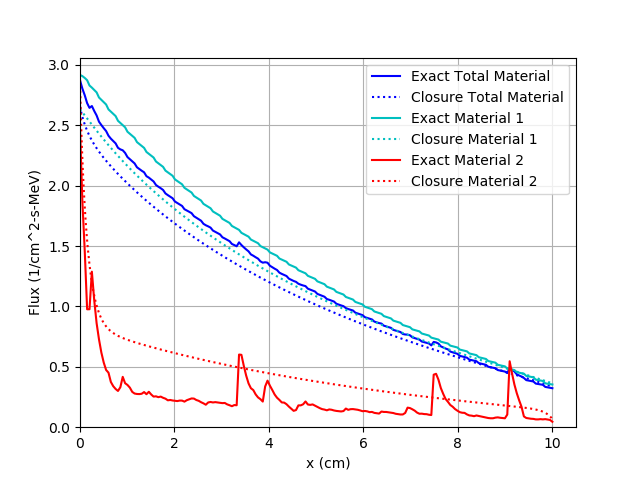 3.0
2.5
2.0
1.5
1.0
0.5
0.0
Flux (1/cm^2-s-MeV)
Exact Total Material
Closure Total Material
Exact Material 1
Closure Material 1
Exact Material 2
Closure Material 2
0 2 4 6 8 10
x (cm)